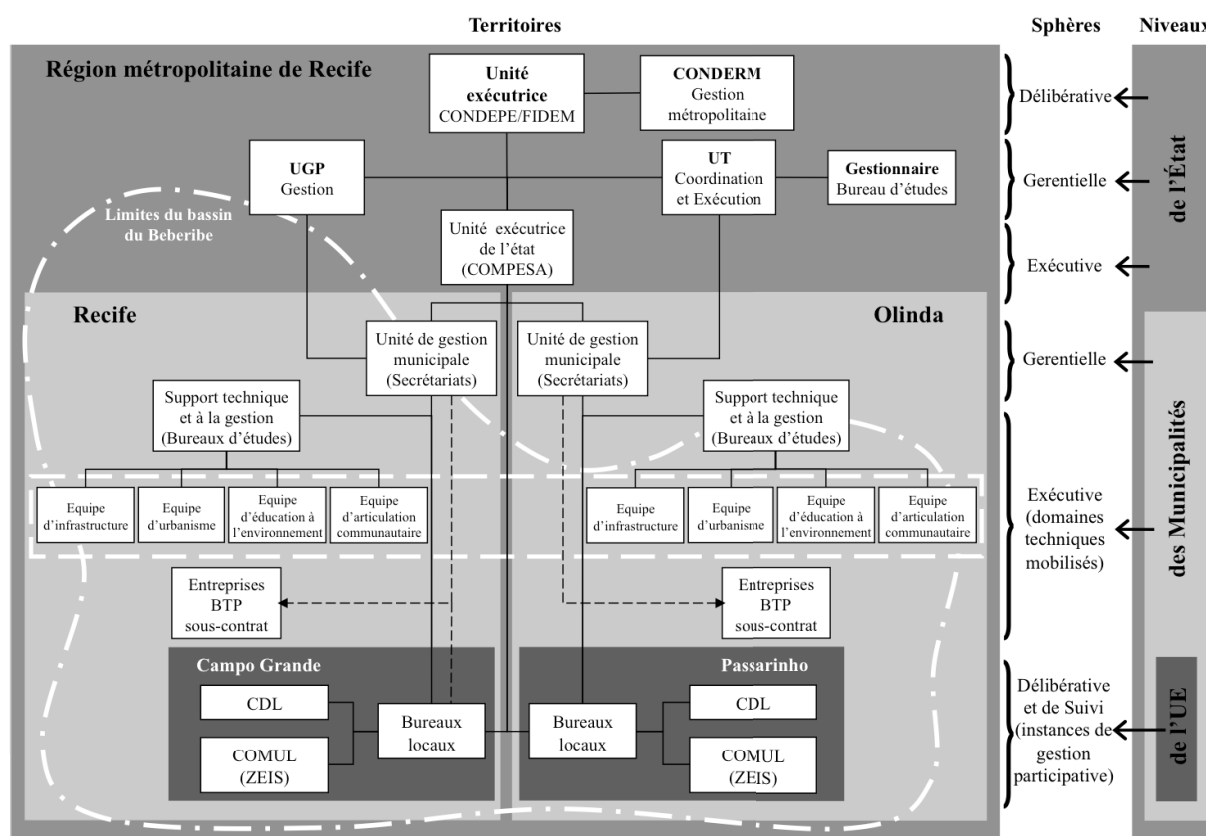 Territoires
Sphères
Niveaux
Région métropolitaine de Recife
Unité
exécutrice
CONDEPE/FIDEM
CONDERM
Gestion
métropolitaine
Délibérative
UGP
Gestion
UT
Coordination
et Exécution
Gestionnaire
Bureau d'études
Gerentielle
de l'État
Limites du bassin
du Beberibe
Unité exécutrice
de l'état
(COMPESA)
Exécutive
Recife
Olinda
Unité de gestion
municipale
(Secrétariats)
Unité de gestion
municipale
(Secrétariats)
Gerentielle
Support technique
et à la gestion
(Bureaux d'études)
Support technique
et à la gestion
(Bureaux d'études)
Equipe
d'infrastructure
Equipe
d'urbanisme
Equipe
d'éducation à
l'environnement
Equipe
d'articulation
communautaire
Equipe
d'infrastructure
Equipe
d'urbanisme
Equipe
d'éducation à
l'environnement
Equipe
d'articulation
communautaire
Exécutive
(domaines
techniques
mobilisés)
des Municipalités
Entreprises
BTP
sous-contrat
Entreprises
BTP
sous-contrat
Campo Grande
Passarinho
CDL
COMUL
(ZEIS)
Bureaux
locaux
Bureaux
locaux
CDL
COMUL
(ZEIS)
Délibérative
et de Suivi
(instances de
gestion
participative)
de l'UE